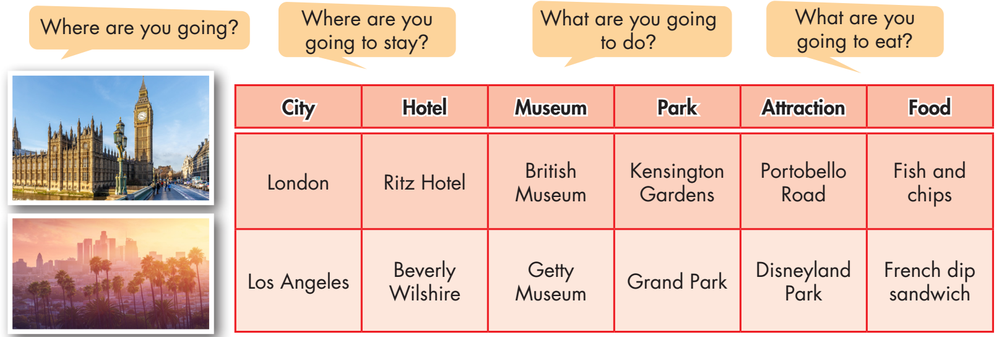 Where are you going?
Where are you
going to stay?
What are you going
to do?
What are you
going to eat?
City
Hotel
Museum
Park
Attraction
Food
London
Ritz Hotel
British
Museum
Kensington
Gardens
Portobello
Road
Fish and
chips
Los Angeles
Beverly
Wilshire
Getty
Museum
Grand Park
Disneyland
Park
French dip
sandwich